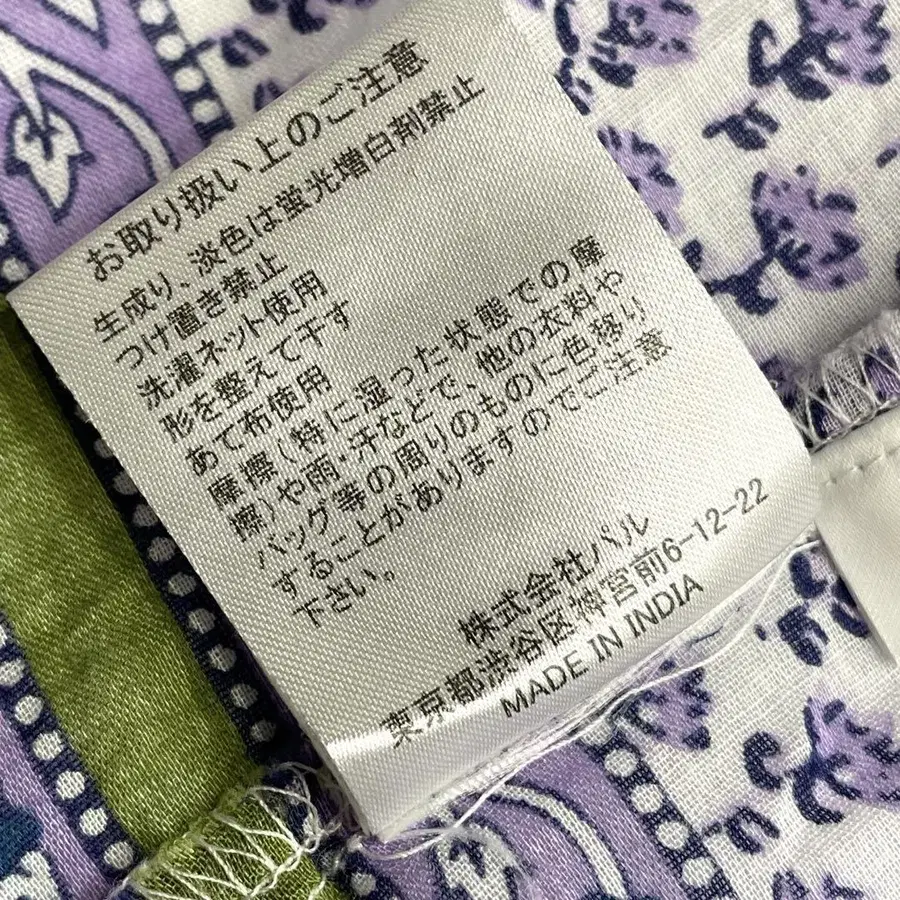 お取り扱い上のご注意
生成り、淡色は蛍光増白剤禁止
つけ置き禁止
洗濯ネット使用
形を整えて干す
あて布使用
摩擦(特に湿った状態での摩
擦)や雨・汗などで、他の衣料や
バッグ等の周りのものに色移り
することがありますのでご注意
下さい。
株式会社パル
東京都渋谷区神宮前6-12-22
MADE IN INDIA